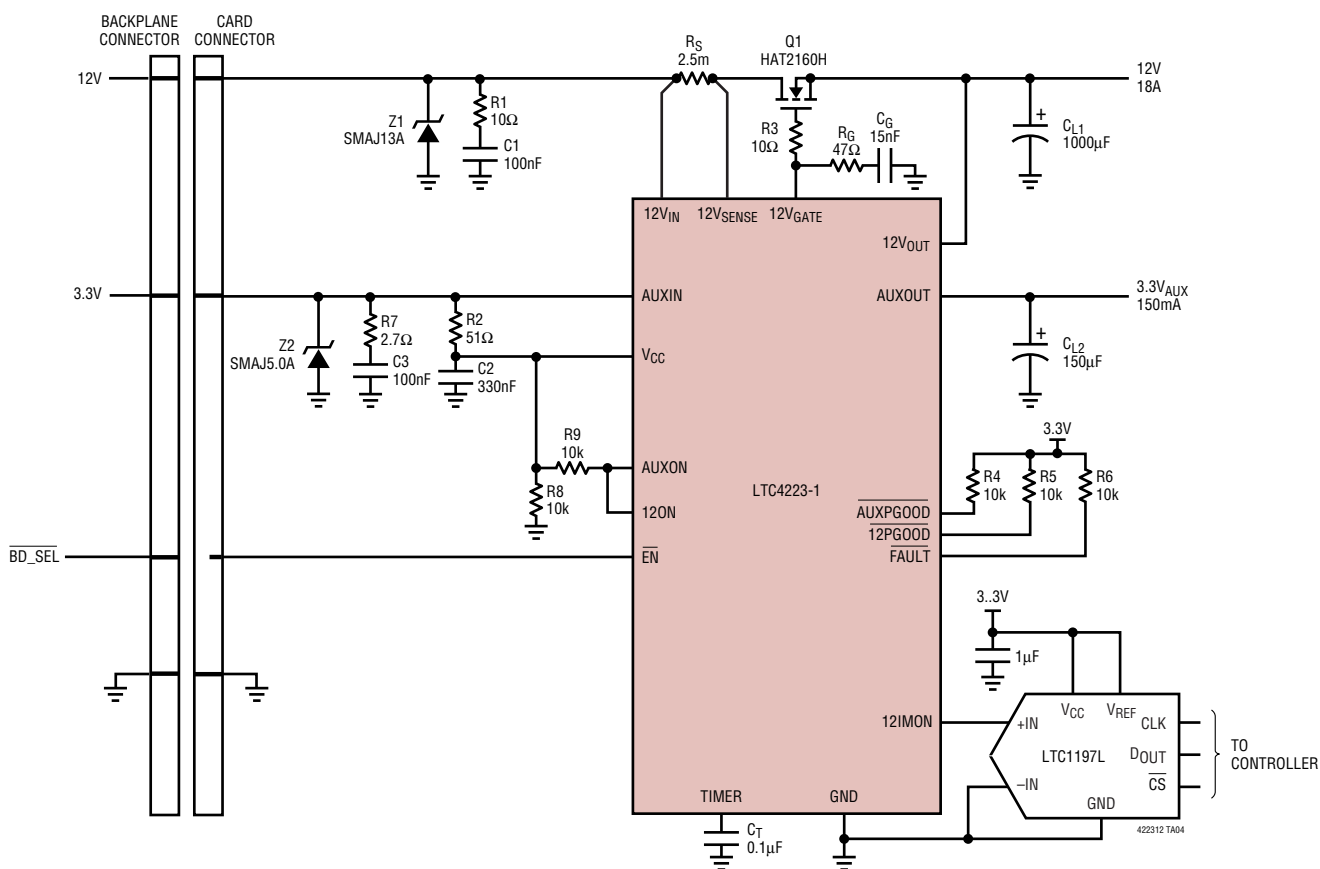 BACKPLANE
CONNECTOR
CARD
CONNECTOR
12V
RS
2.5m
Q1
HAT2160H
12V
18A
Z1
SMAJ13A
R1
10Ω
C1
100nF
R3
10Ω
RG
47Ω
CG
15nF
+
CL1
1000µF
12VIN
12VSENSE
12VGATE
12VOUT
3.3V
AUXIN
AUXOUT
3.3VAUX
150mA
Z2
SMAJ5.0A
R7
2.7Ω
C3
100nF
R2
51Ω
C2
330nF
VCC
+
CL2
150µF
R9
10k
R8
10k
AUXON
12ON
LTC4223-1
3.3V
R4
10k
R5
10k
R6
10k
AUXPGOOD
12PGOOD
FAULT
BD_SEL
EN
3..3V
1µF
12IMON
+IN
–IN
VCC
VREF
CLK
DOUT
CS
LTC1197L
GND
TO
CONTROLLER
TIMER
GND
CT
0.1µF
422312 TA04